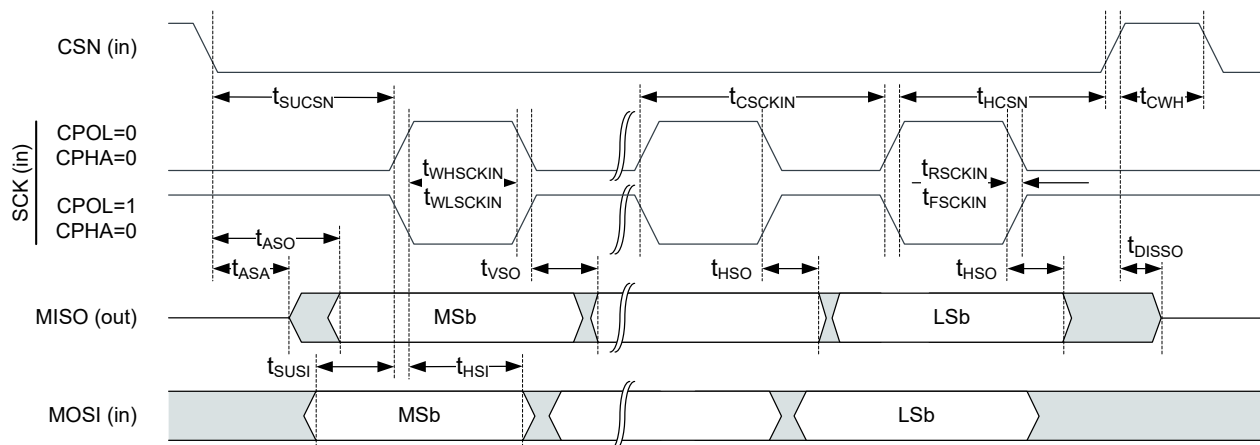 CSN (in)
tSUCSN
tCSCKIN
tHCSN
tCWH
SCK (in)
CPOL=0
CPHA=0
tWHSCKIN
tWLSCKIN
tRSCKIN
tFSCKIN
CPOL=1
CPHA=0
tASO
tASA
tVSO
tHSO
tHSO
tDISSO
MISO (out)
MSb
LSb
tSUSI
tHSI
MOSI (in)
MSb
LSb